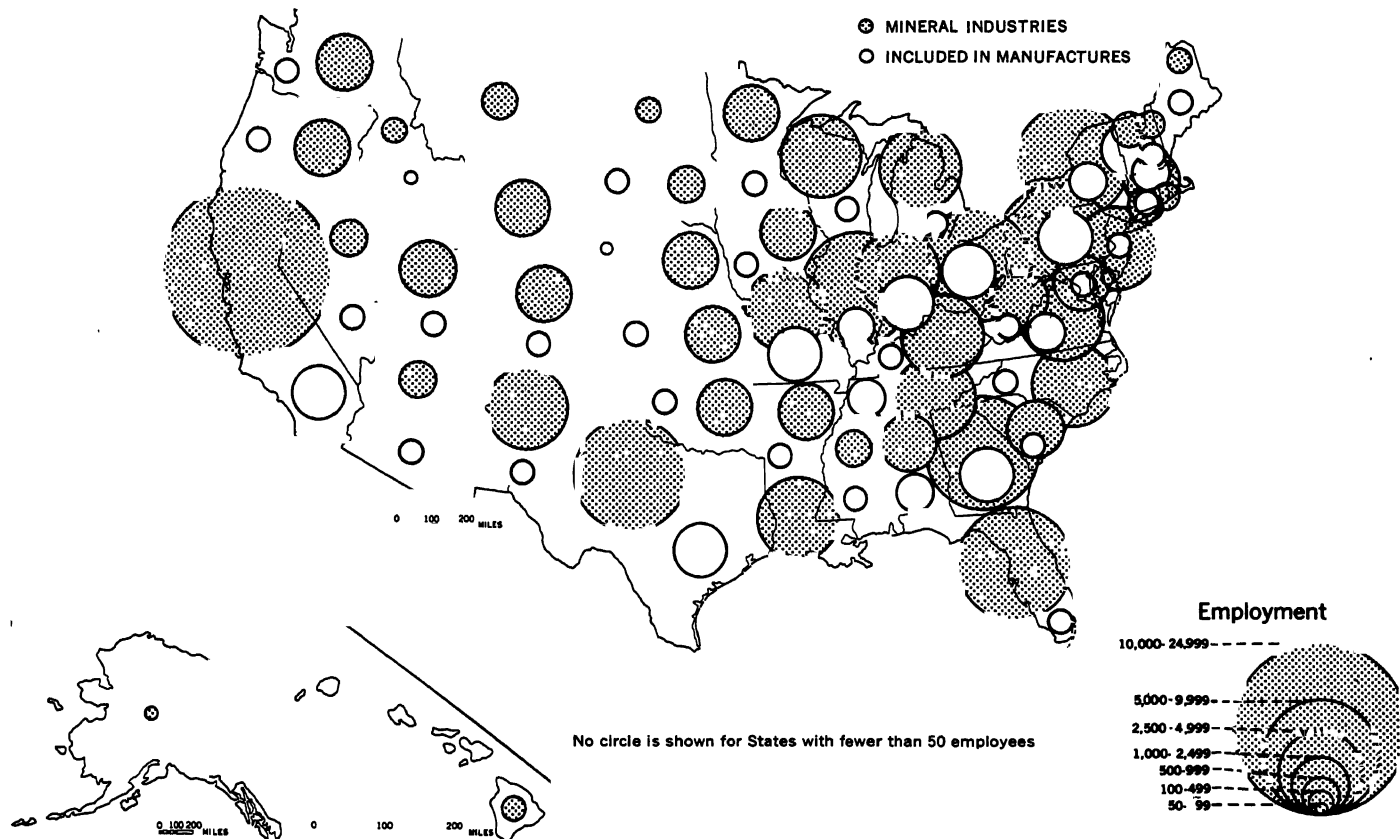 MINERAL INDUSTRIES
INCLUDED IN MANUFACTURES
0 100 200 MILES
Employment
10,000-24,999
5,000-9,999
2,500-4,999
1,000-2,499
500-999
100-499
50-99
No circle is shown for States with fewer than 50 employees
0 100 200 MILES
0 100 200 MILES